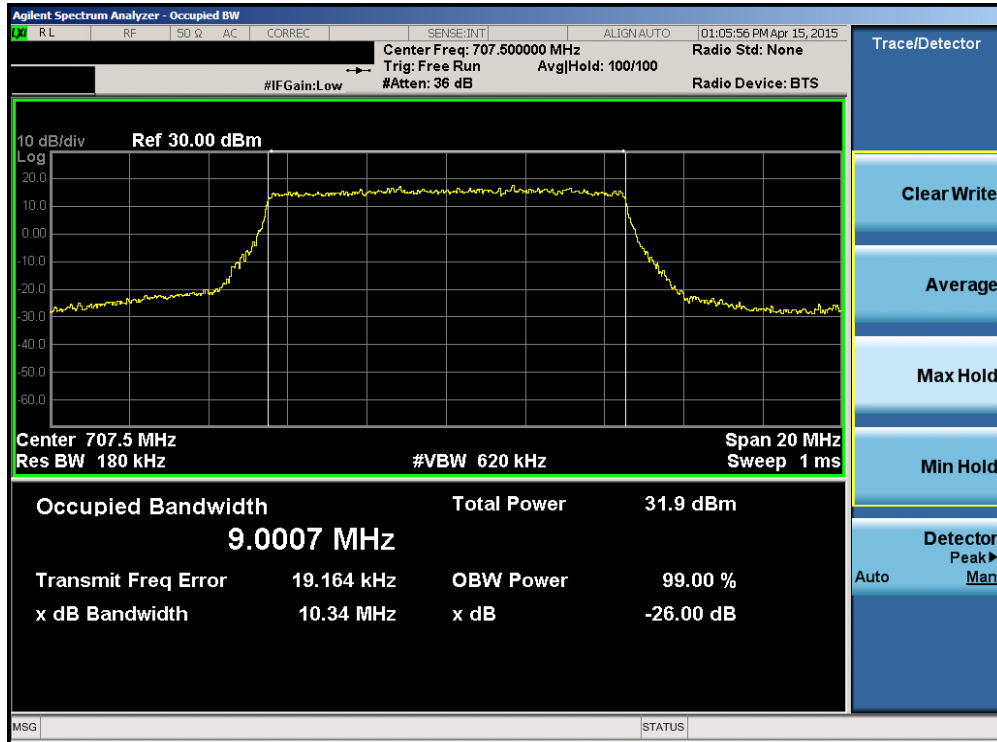 Agilent Spectrum Analyzer - Occupied BW
LXI RL RF 50 Ω AC CORREC SENSE:INT ALIGN AUTO 01:05:56 PM Apr 15, 2015
Center Freq: 707.500000 MHz Radio Std: None
Trig: Free Run Avg|Hold: 100/100
#IFGain:Low #Atten: 36 dB Radio Device: BTS
10 dB/div Ref 30.00 dBm
Log
20.0
10.0
0.00
-10.0
-20.0
-30.0
-40.0
-50.0
-60.0
Center 707.5 MHz Span 20 MHz
Res BW 180 kHz #VBW 620 kHz Sweep 1 ms
Occupied Bandwidth Total Power 31.9 dBm
9.0007 MHz
Transmit Freq Error 19.164 kHz OBW Power 99.00 %
x dB Bandwidth 10.34 MHz x dB -26.00 dB
MSG STATUS
Trace/Detector
Clear Write
Average
Max Hold
Min Hold
Detector
Peak▶
Auto Man